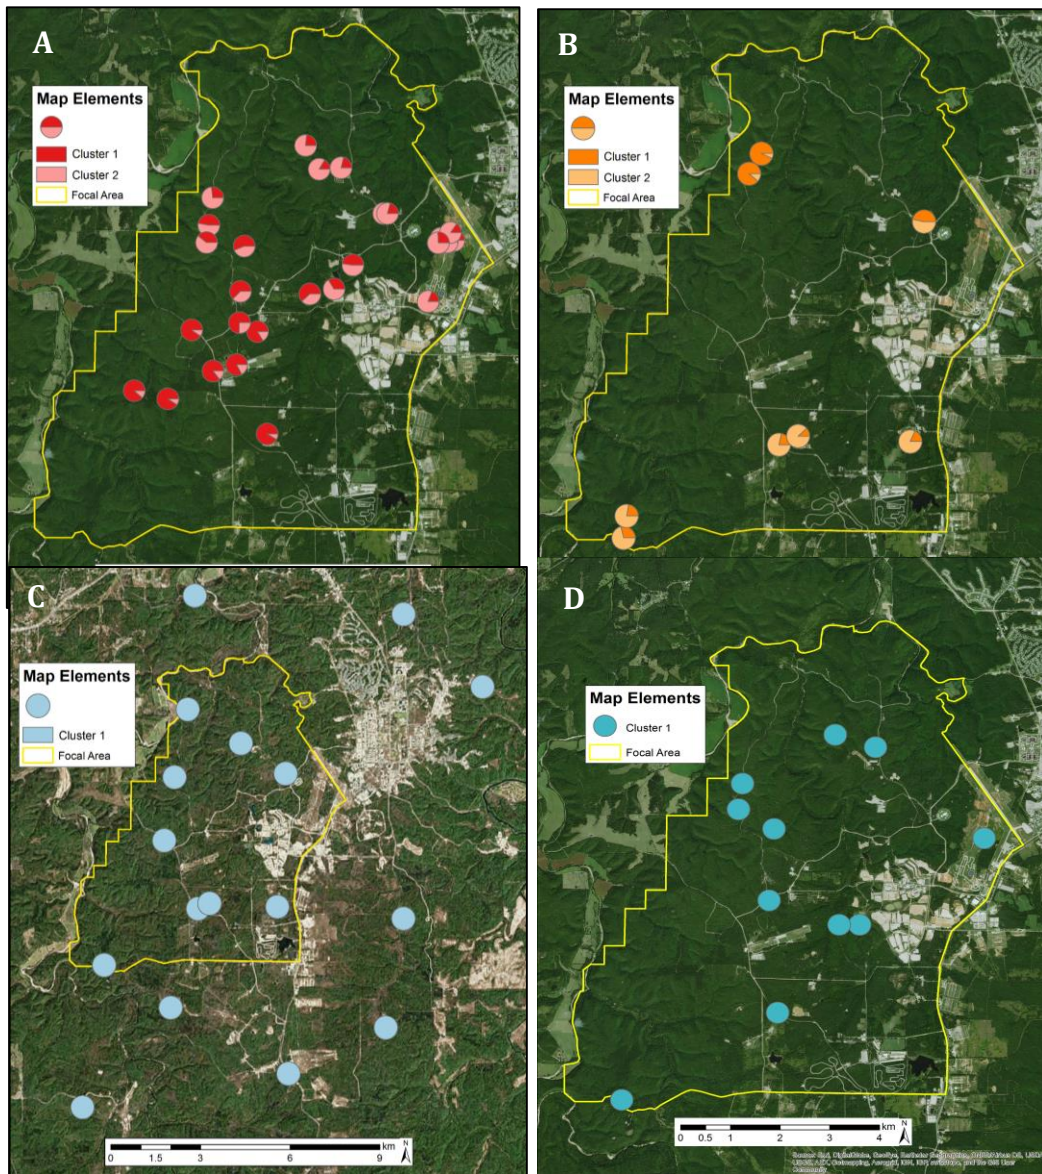 A
Map Elements
Cluster 1
Cluster 2
Focal Area
B
Map Elements
Cluster 1
Cluster 2
Focal Area
C
Map Elements
Cluster 1
Focal Area
0 1.5 3 6 9
km
N
D
Map Elements
Cluster 1
Focal Area
0 0.5 1 2 3 4
km
N
Community